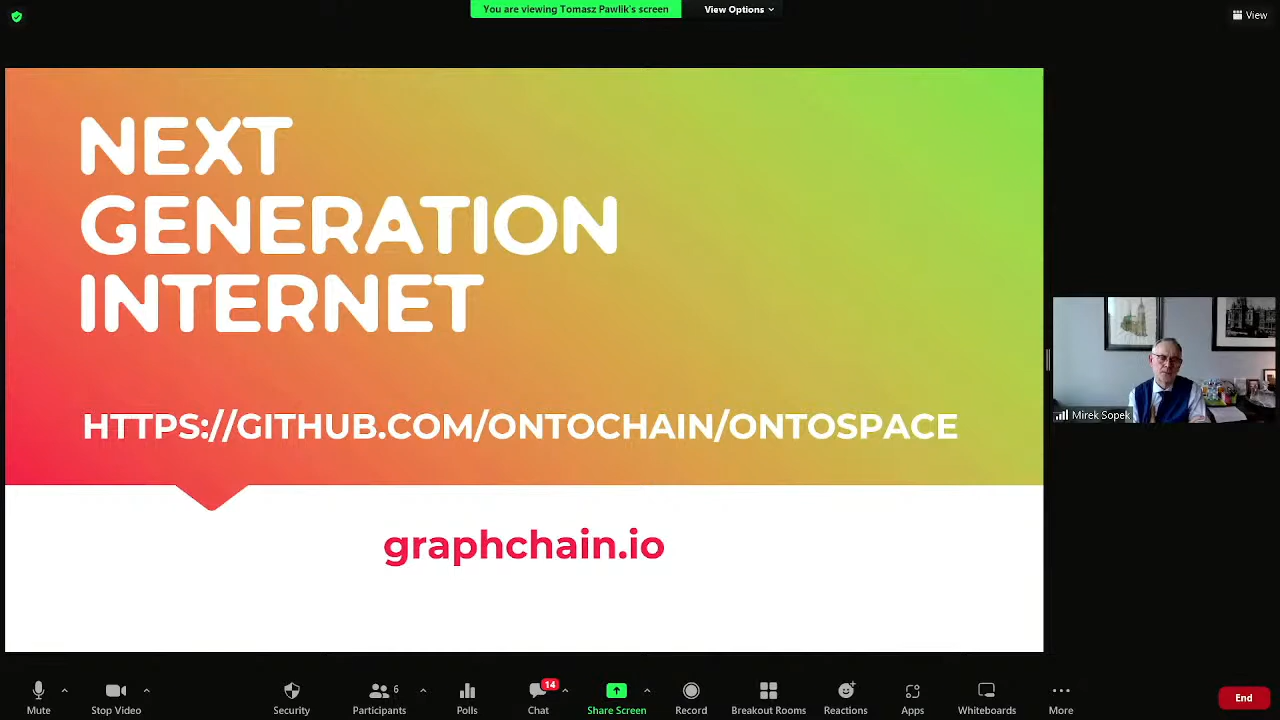 You are viewing Tomasz Pawlik's screen
View Options
View
NEXT
GENERATION
INTERNET
HTTPS://GITHUB.COM/ONTOCHAIN/ONTOSPACE
graphchain.io
Mirek Sopek
Mute
Stop Video
Security
Participants
6
Polls
Chat
14
Share Screen
Record
Breakout Rooms
Reactions
Apps
Whiteboards
More
End